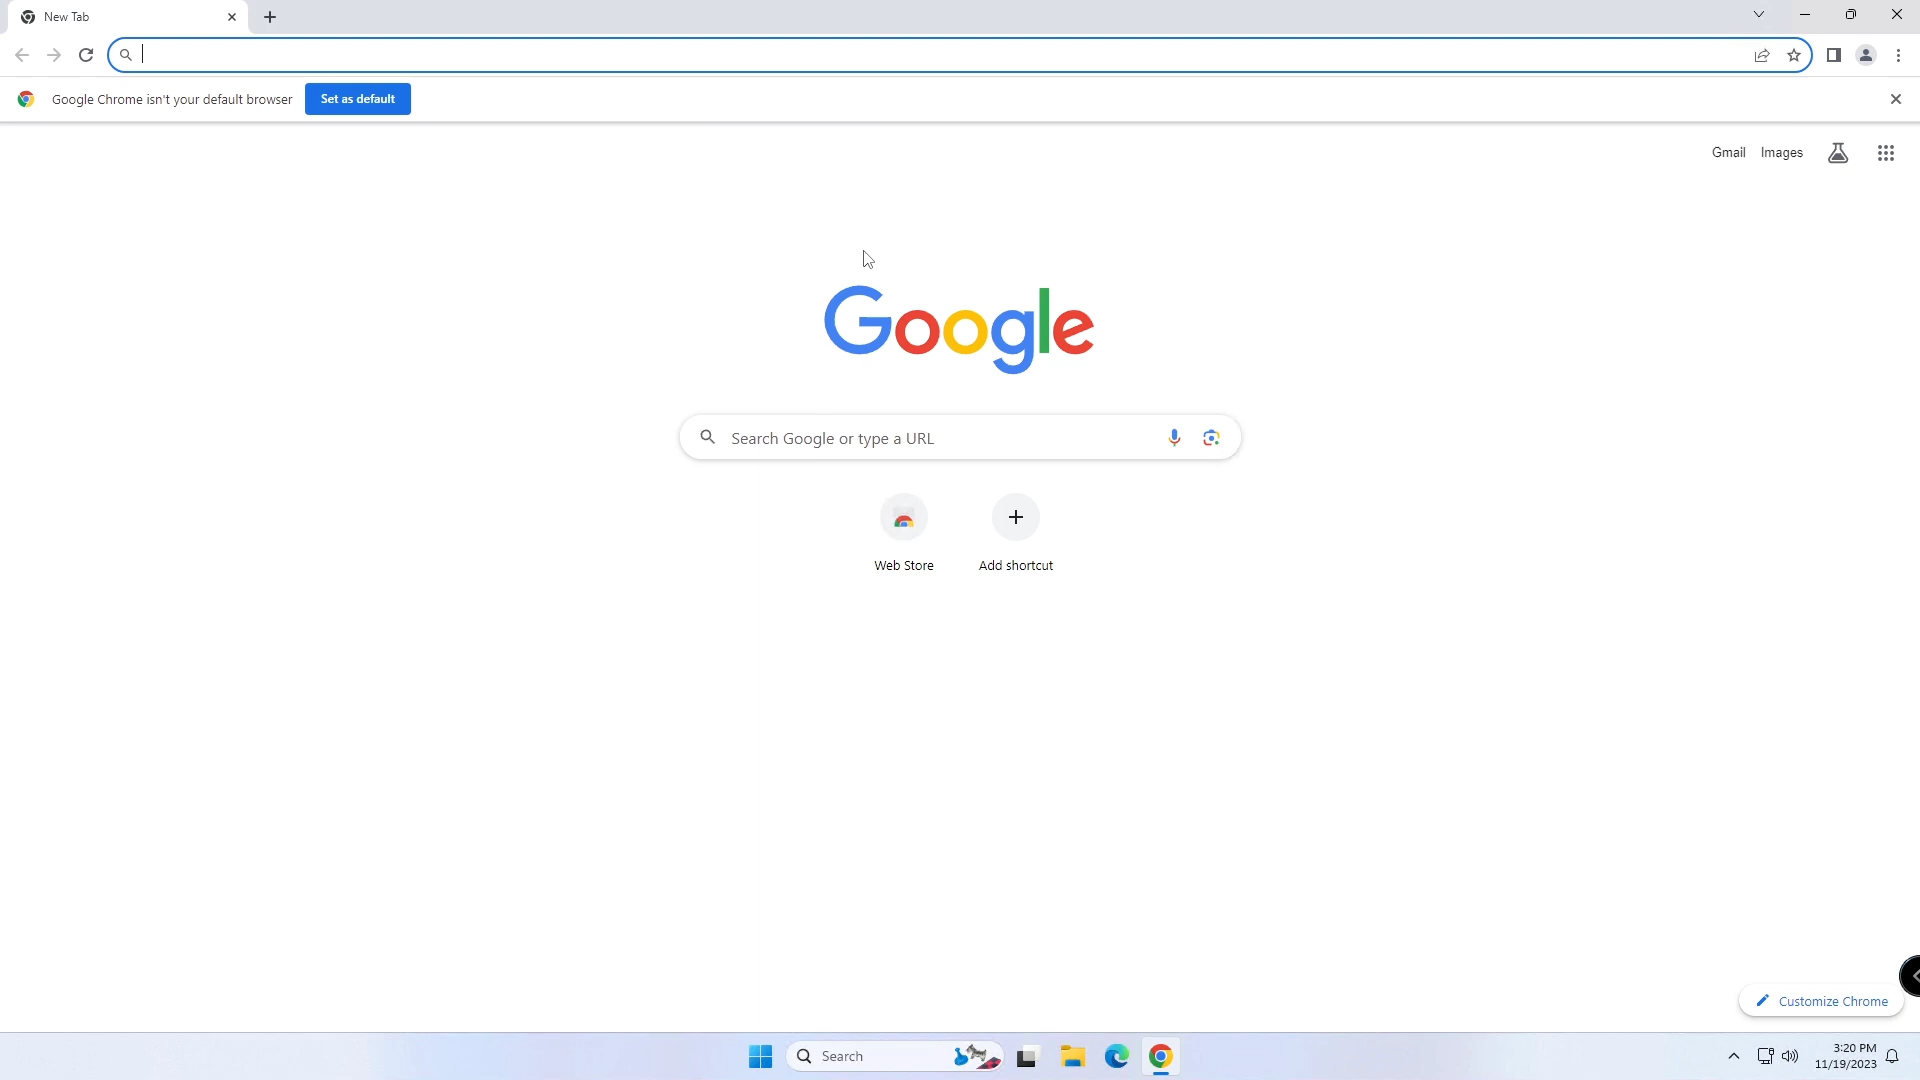 New Tab
Google Chrome isn't your default browser
Set as default
Gmail
Images
Google
Search Google or type a URL
Web Store
Add shortcut
Customize Chrome
Search
3:20 PM
11/19/2023